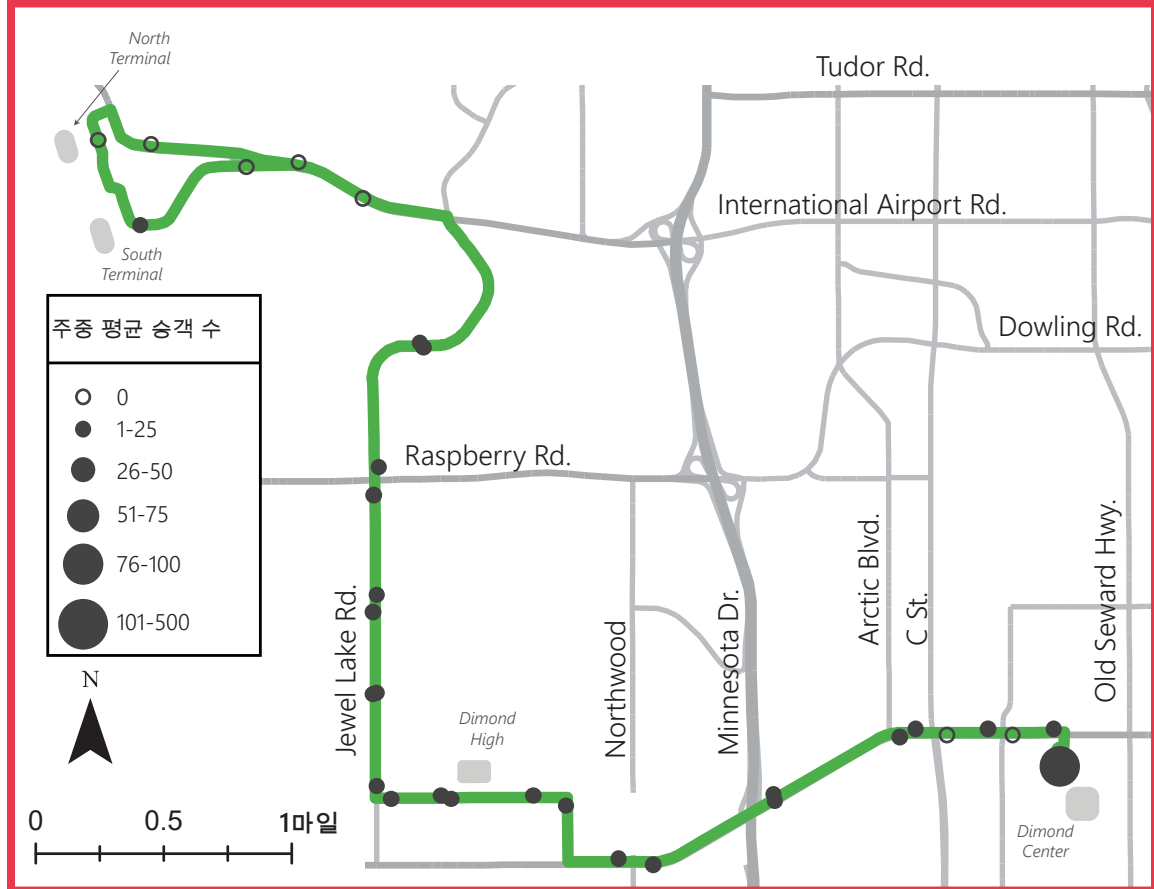 North
Terminal
Tudor Rd.
International Airport Rd.
South
Terminal
주중 평균 승객 수
0
1-25
26-50
51-75
76-100
101-500
Dowling Rd.
Raspberry Rd.
Jewel Lake Rd.
Northwood
Minnesota Dr.
Arctic Blvd.
C St.
Old Seward Hwy.
N
Dimond
High
0
0.5
1마일
Dimond
Center